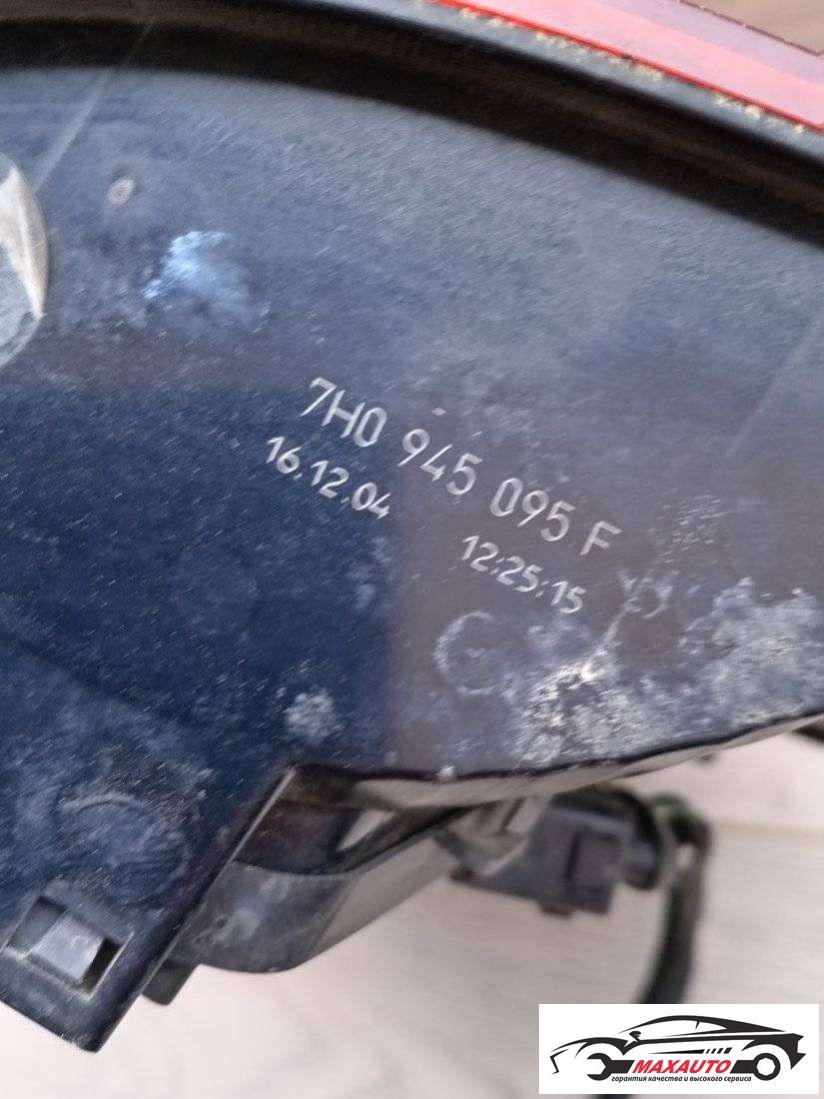 7H0 945 095 F
16.12.04 12:25:15
MAXAUTO
гарантия качества и высокого сервиса